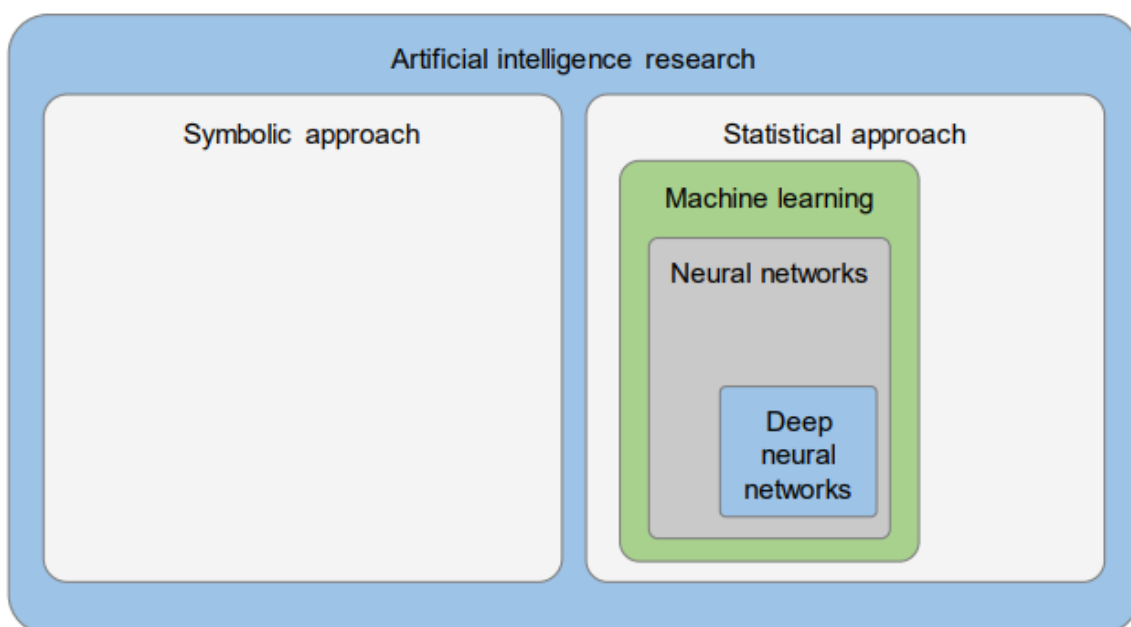 Artificial intelligence research
Symbolic approach
Statistical approach
Machine learning
Neural networks
Deep
neural
networks